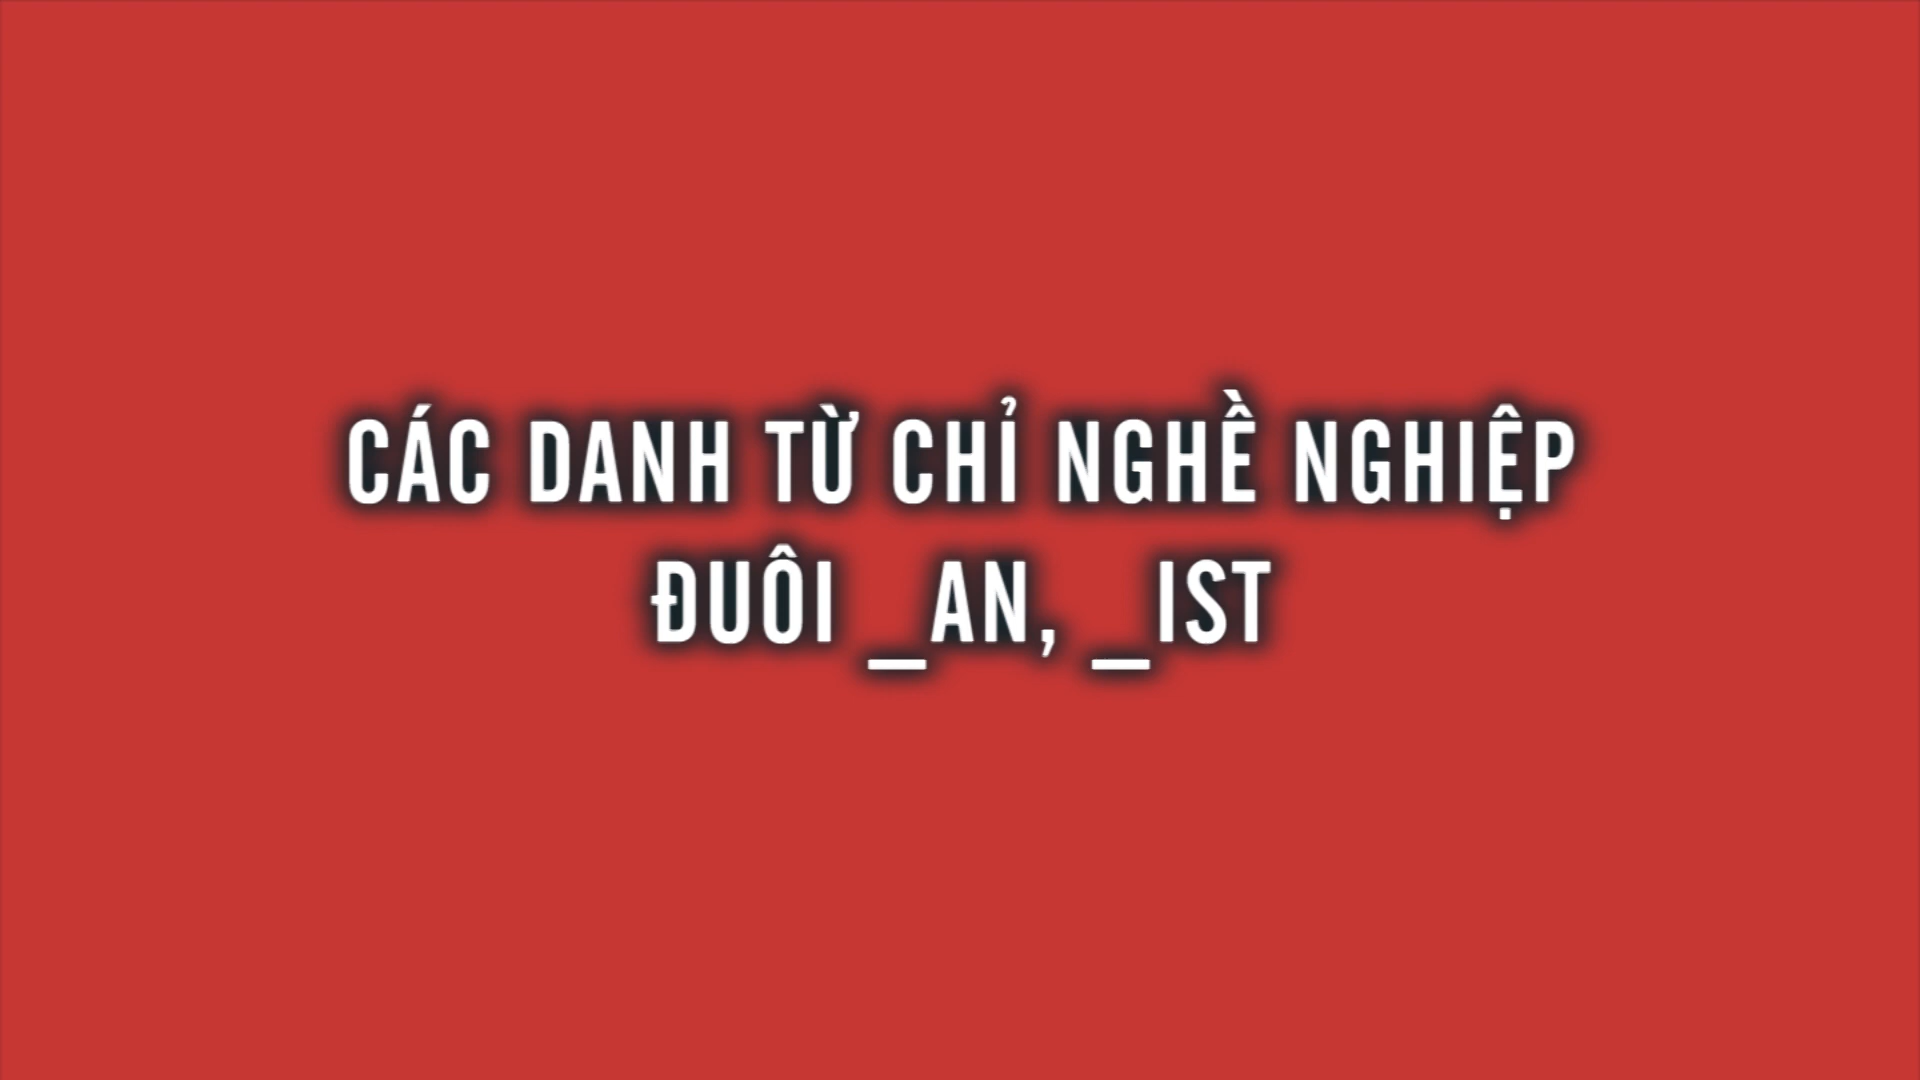 CÁC DANH TỪ CHỈ NGHỀ NGHIỆP
ĐUÔI _AN, _IST